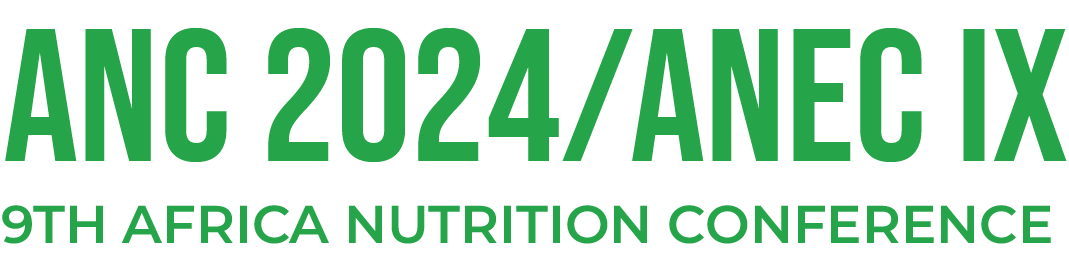 ANC 2024/ANEC IX
9TH AFRICA NUTRITION CONFERENCE